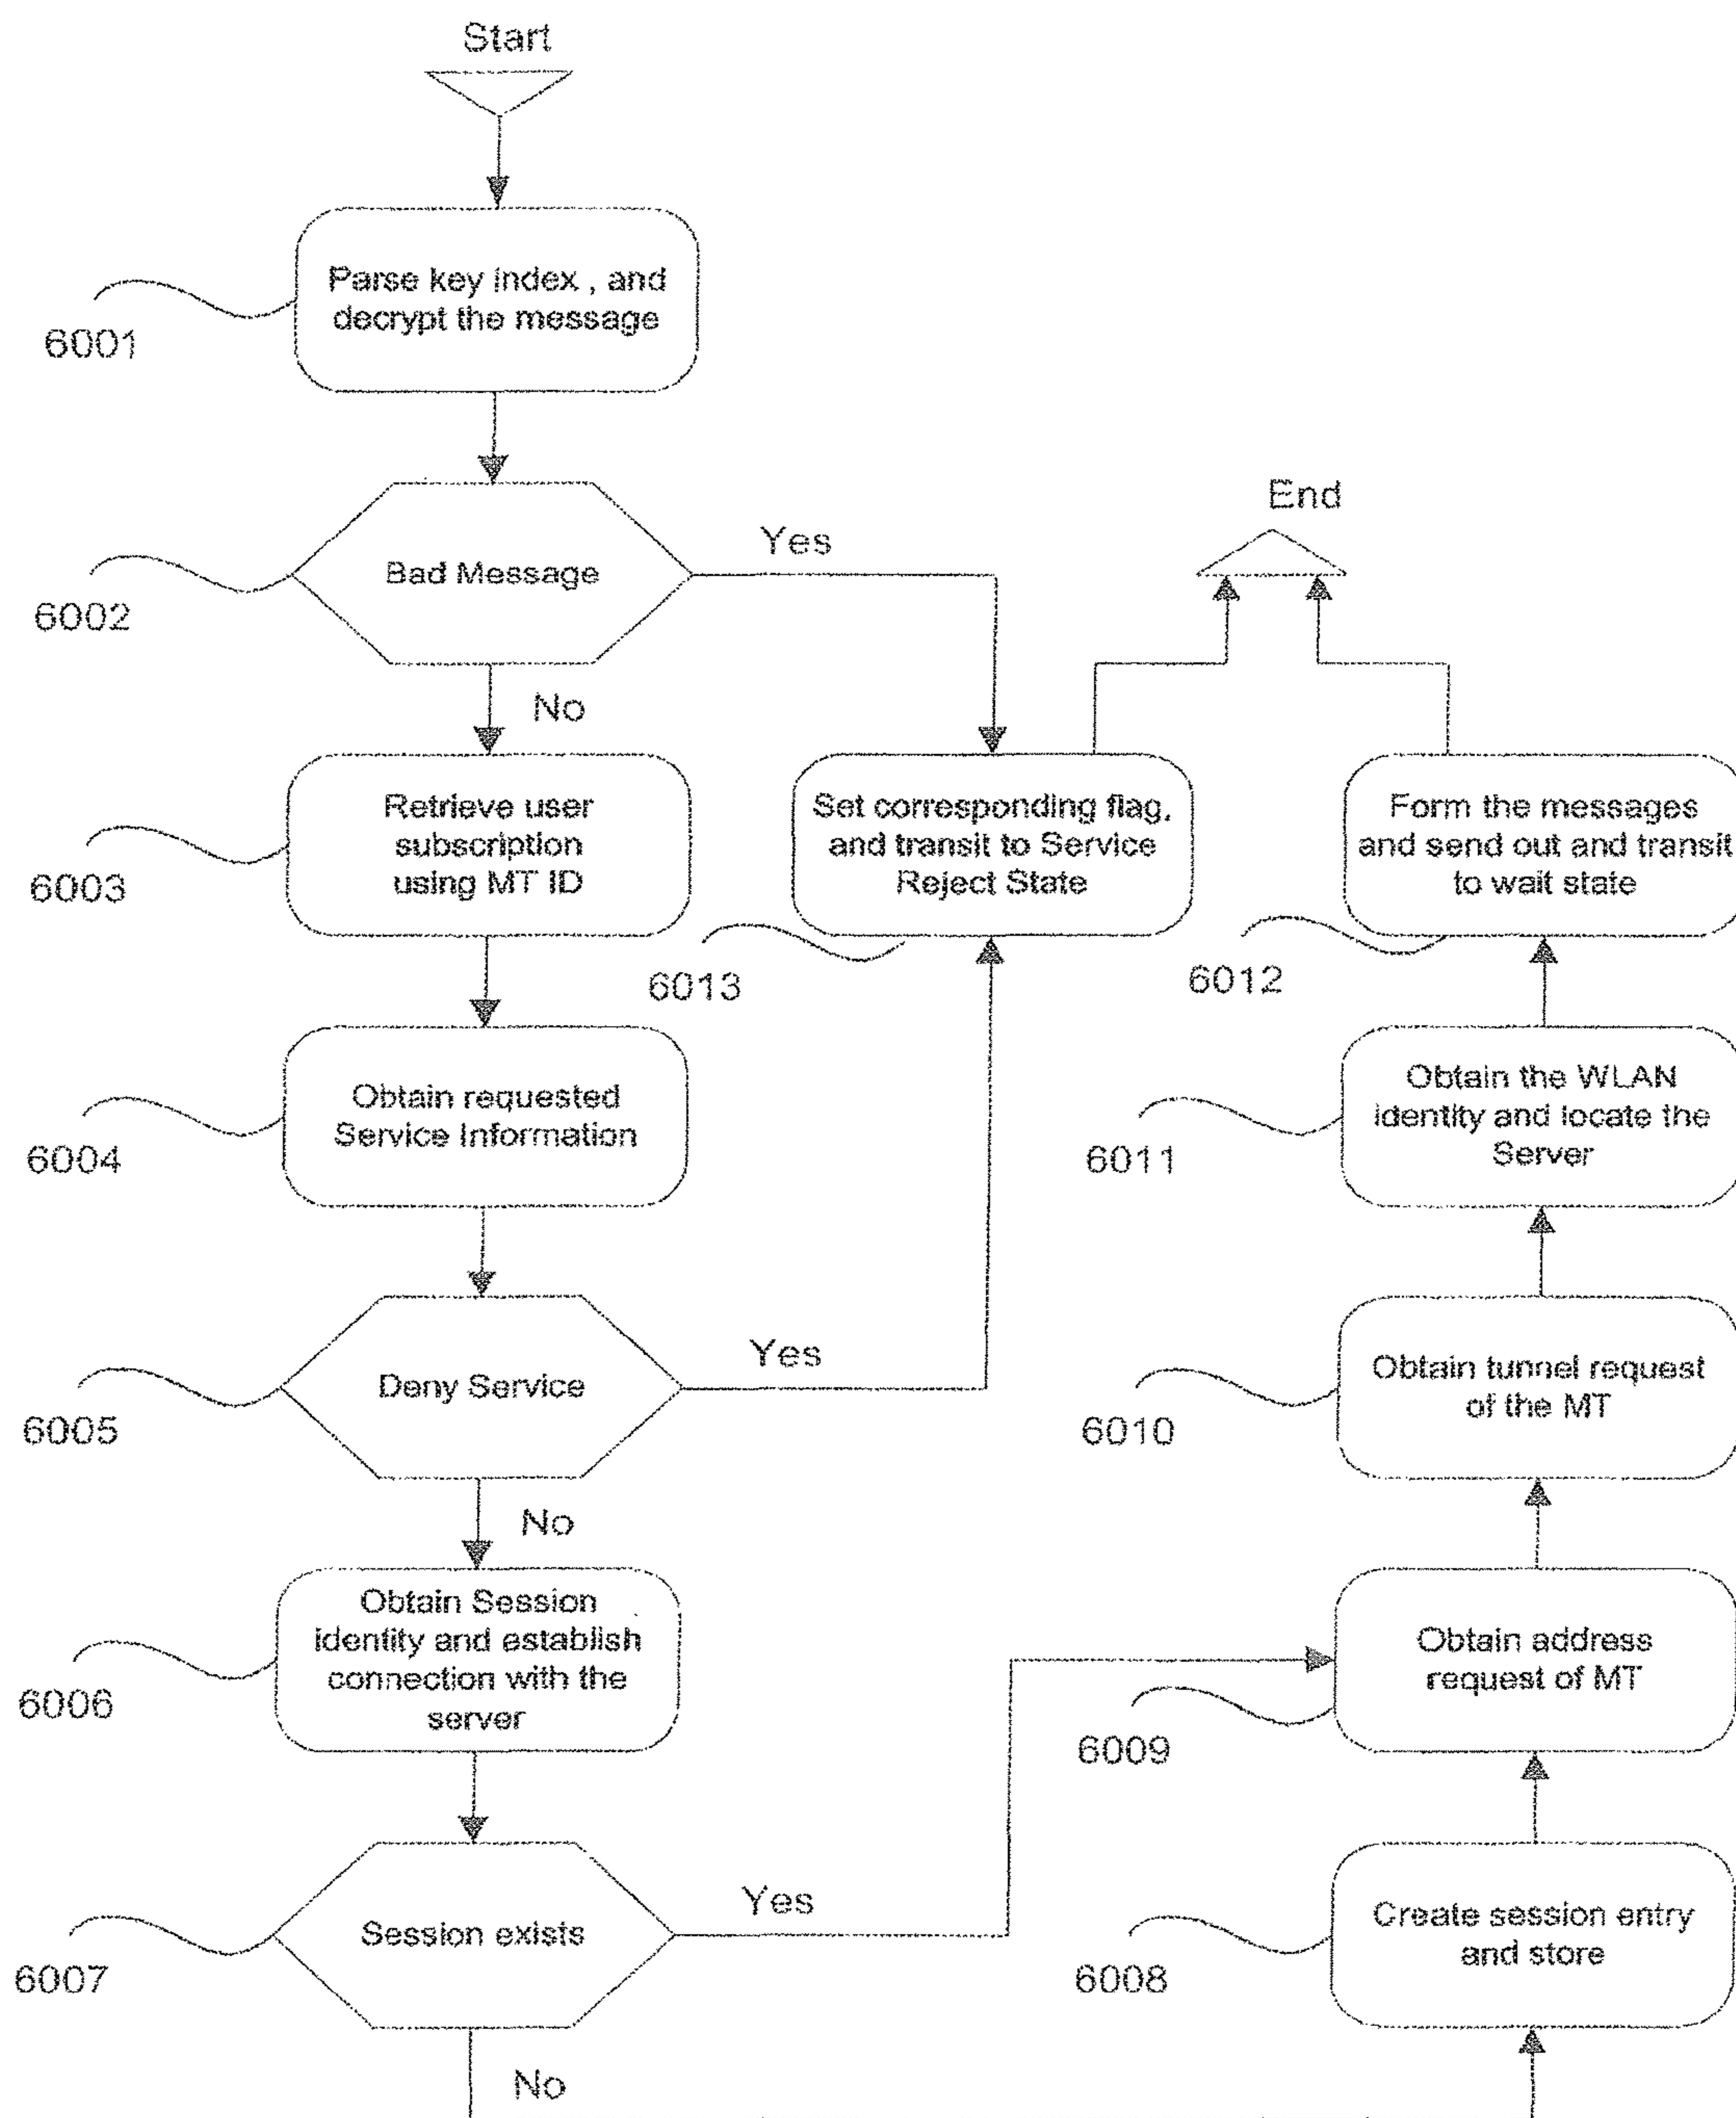 Start
Parse key index , and
decrypt the message
6001
Bad Message
Yes
6002
No
Retrieve user
subscription
using MT ID
6003
Obtain requested
Service Information
6004
Deny Service
Yes
6005
No
Obtain Session
identity and establish
connection with the
server
6006
Session exists
Yes
6007
No
End
Set corresponding flag,
and transit to Service
Reject State
6013
Form the messages
and send out and transit
to wait state
6012
Obtain the WLAN
identity and locate the
Server
6011
Obtain tunnel request
of the MT
6010
Obtain address
request of MT
6009
Create session entry
and store
6008